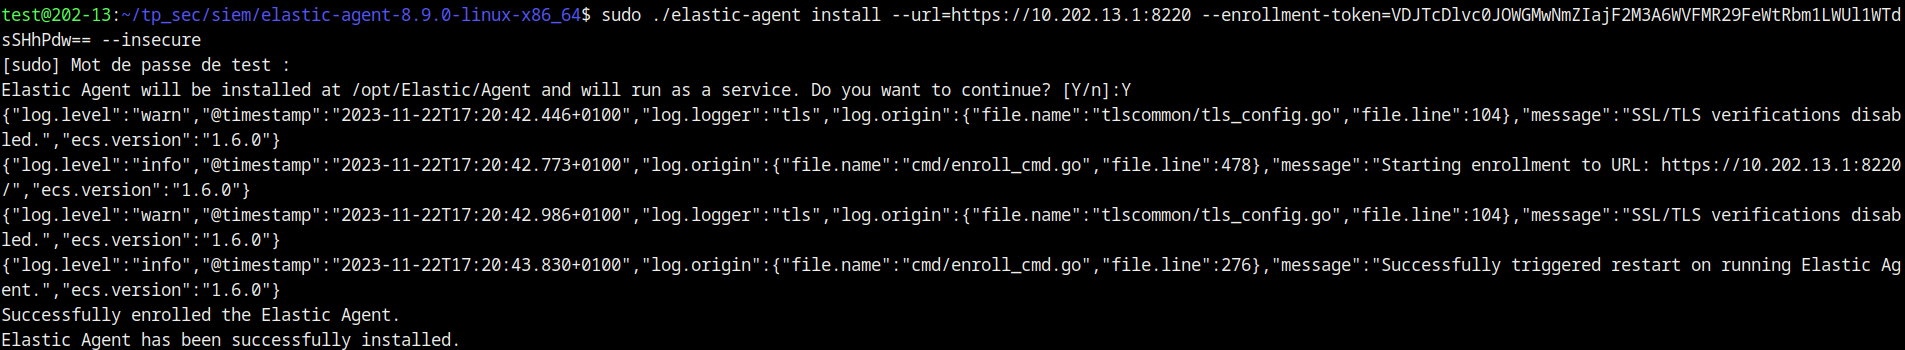 test@202-13:~/tp_sec/siem/elastic-agent-8.9.0-linux-x86_64$ sudo ./elastic-agent install --url=https://10.202.13.1:8220 --enrollment-token=VDJTcDlvc0JOWGMwNmZIajF2M3A6WVFMR29FeWtRbm1LWUl1WTd
sSHhPdw== --insecure
[sudo] Mot de passe de test :
Elastic Agent will be installed at /opt/Elastic/Agent and will run as a service. Do you want to continue? [Y/n]:Y
{"log.level":"warn","@timestamp":"2023-11-22T17:20:42.446+0100","log.logger":"tls","log.origin":{"file.name":"tlscommon/tls_config.go","file.line":104},"message":"SSL/TLS verifications disab
led.","ecs.version":"1.6.0"}
{"log.level":"info","@timestamp":"2023-11-22T17:20:42.773+0100","log.origin":{"file.name":"cmd/enroll_cmd.go","file.line":478},"message":"Starting enrollment to URL: https://10.202.13.1:8220
/","ecs.version":"1.6.0"}
{"log.level":"warn","@timestamp":"2023-11-22T17:20:42.986+0100","log.logger":"tls","log.origin":{"file.name":"tlscommon/tls_config.go","file.line":104},"message":"SSL/TLS verifications disab
led.","ecs.version":"1.6.0"}
{"log.level":"info","@timestamp":"2023-11-22T17:20:43.830+0100","log.origin":{"file.name":"cmd/enroll_cmd.go","file.line":276},"message":"Successfully triggered restart on running Elastic Ag
ent.","ecs.version":"1.6.0"}
Successfully enrolled the Elastic Agent.
Elastic Agent has been successfully installed.